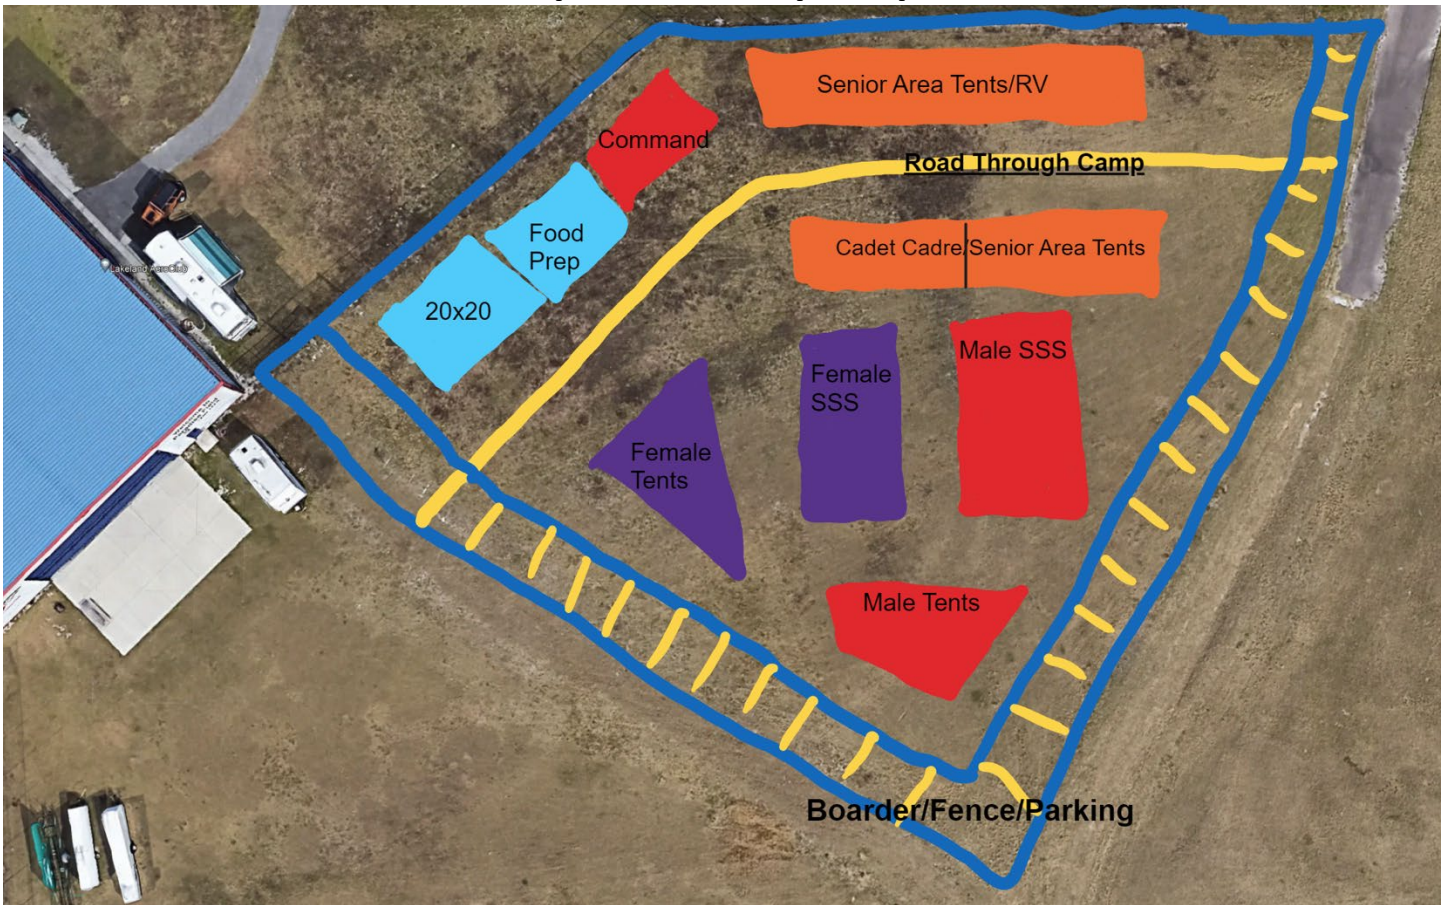 Senior Area Tents/RV
Command
Road Through Camp
Food
Prep
Cadet Cadre/Senior Area Tents
20x20
Male SSS
Female
SSS
Female
Tents
Male Tents
Boarder/Fence/Parking